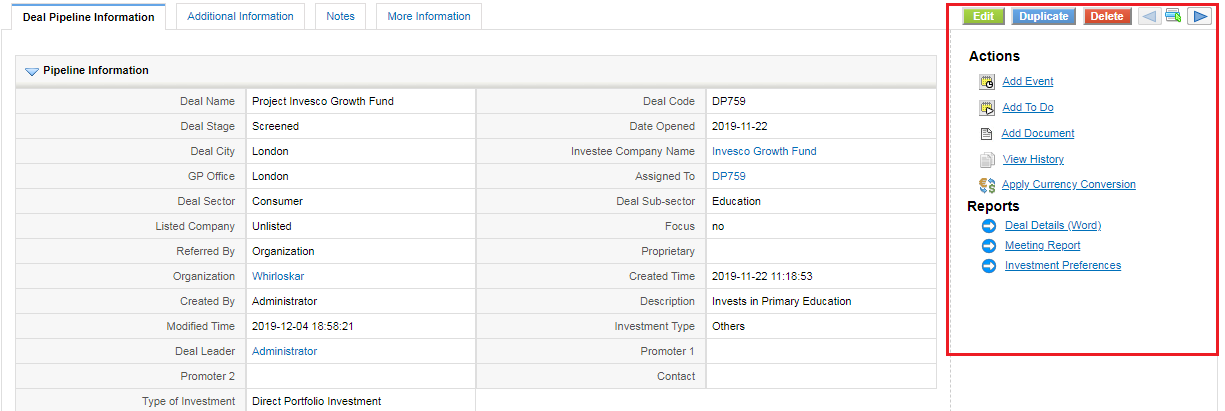 Deal Pipeline Information Additional Information Notes More Information Edit Duplicate Delete
Pipeline Information
Deal Name Project Invesco Growth Fund Deal Code DP759
Deal Stage Screened Date Opened 2019-11-22
Deal City London Investee Company Name Invesco Growth Fund
GP Office London Assigned To DP759
Deal Sector Consumer Deal Sub-sector Education
Listed Company Unlisted Focus no
Referred By Organization Proprietary
Organization Whirloskar Created Time 2019-11-22 11:18:53
Created By Administrator Description Invests in Primary Education
Modified Time 2019-12-04 18:58:21 Investment Type Others
Deal Leader Administrator Promoter 1
Promoter 2 Contact
Type of Investment Direct Portfolio Investment
Actions
Add Event
Add To Do
Add Document
View History
Apply Currency Conversion
Reports
Deal Details (Word)
Meeting Report
Investment Preferences